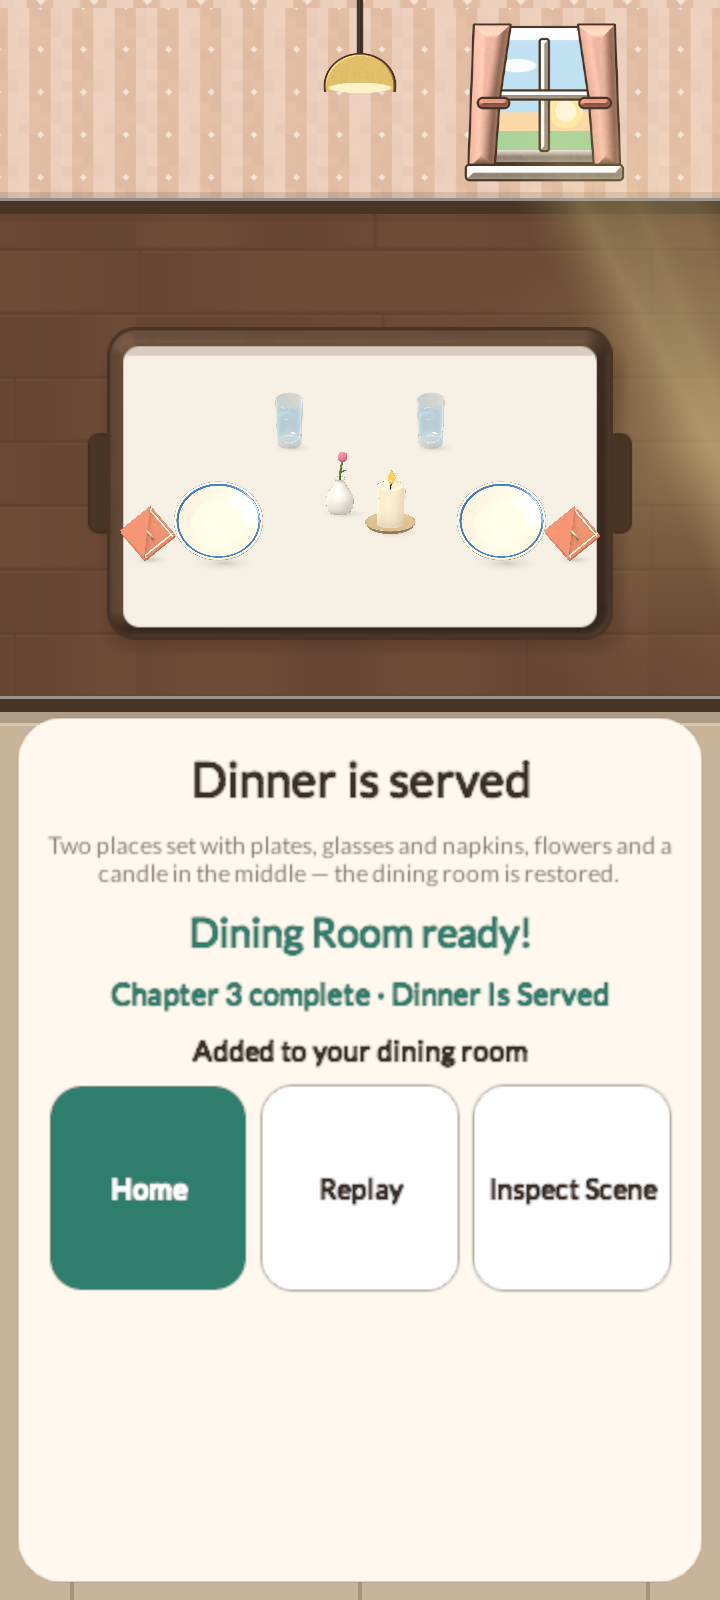 Dinner is served
Two places set with plates, glasses and napkins, flowers and a
candle in the middle — the dining room is restored.
Dining Room ready!
Chapter 3 complete · Dinner Is Served
Added to your dining room
Home
Replay
Inspect Scene